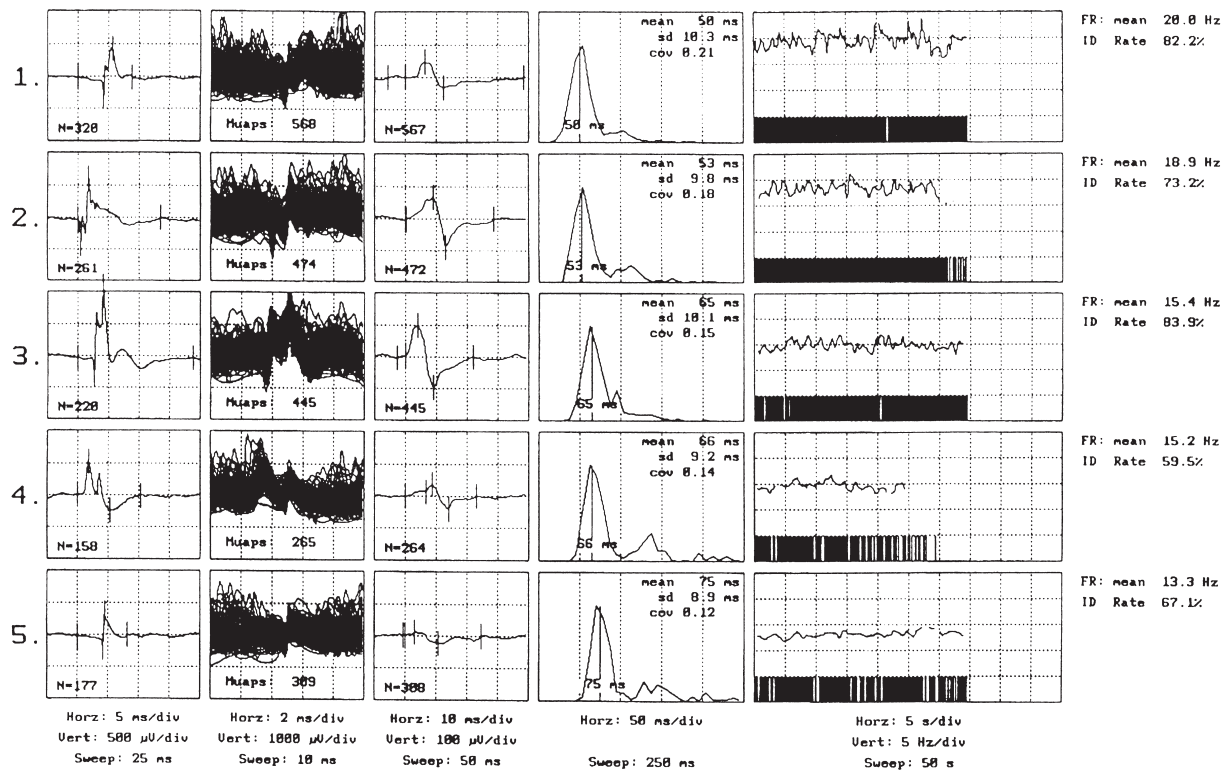 mean 50 ms
sd 10.3 ms
cov 0.21
FR: mean 20.0 Hz
ID Rate 82.2%
1.
N=320
Muaps: 568
N=567
50 ms
mean 53 ms
sd 9.8 ms
cov 0.18
FR: mean 18.9 Hz
ID Rate 73.2%
2.
N=261
Muaps: 474
N=472
53 ms
mean 65 ms
sd 10.1 ms
cov 0.15
FR: mean 15.4 Hz
ID Rate 83.9%
3.
N=220
Muaps: 445
N=445
65 ms
mean 66 ms
sd 9.2 ms
cov 0.14
FR: mean 15.2 Hz
ID Rate 59.5%
4.
N=158
Muaps: 265
N=264
66 ms
mean 75 ms
sd 8.9 ms
cov 0.12
FR: mean 13.3 Hz
ID Rate 67.1%
5.
N=177
Muaps: 309
N=308
75 ms
Horz: 5 ms/div
Vert: 500 µV/div
Sweep: 25 ms
Horz: 2 ms/div
Vert: 1000 µV/div
Sweep: 10 ms
Horz: 10 ms/div
Vert: 100 µV/div
Sweep: 50 ms
Horz: 50 ms/div
Sweep: 250 ms
Horz: 5 s/div
Vert: 5 Hz/div
Sweep: 50 s